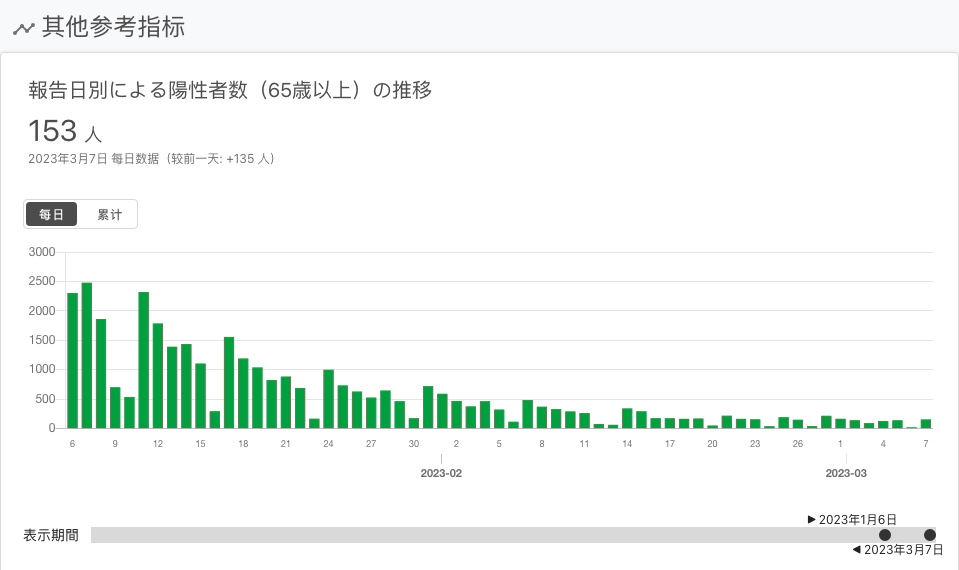 其他参考指标
報告日別による陽性者数（65歳以上）の推移
153 人
2023年3月7日 每日数据（较前一天: +135 人）
每日 累计
3000
2500
2000
1500
1000
500
0
6 9 12 15 18 21 24 27 30 2 5 8 11 14 17 20 23 26 1 4 7
2023-02 2023-03
2023年1月6日
表示期間
2023年3月7日